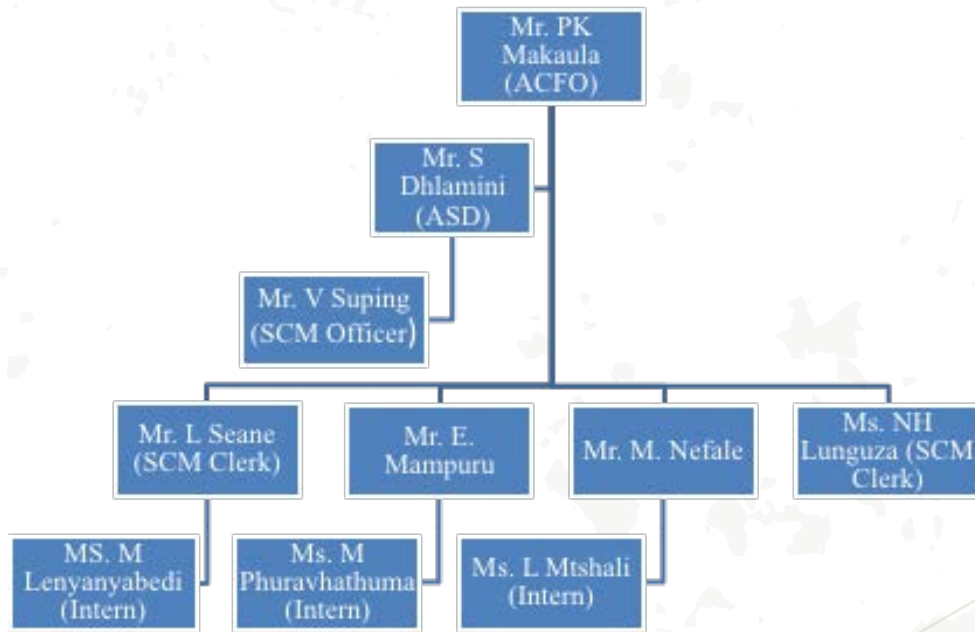 Mr. PK
Makaula
(ACFO)
Mr. S
Dhlamini
(ASD)
Mr. V Suping
(SCM Officer)
Mr. L Seane
(SCM Clerk)
Mr. E.
Mampuru
Mr. M. Nefale
Ms. NH
Lunguza (SCM
Clerk)
MS. M
Lenyanyabedi
(Intern)
Ms. M
Phuravhathuma
(Intern)
Ms. L Mtshali
(Intern)